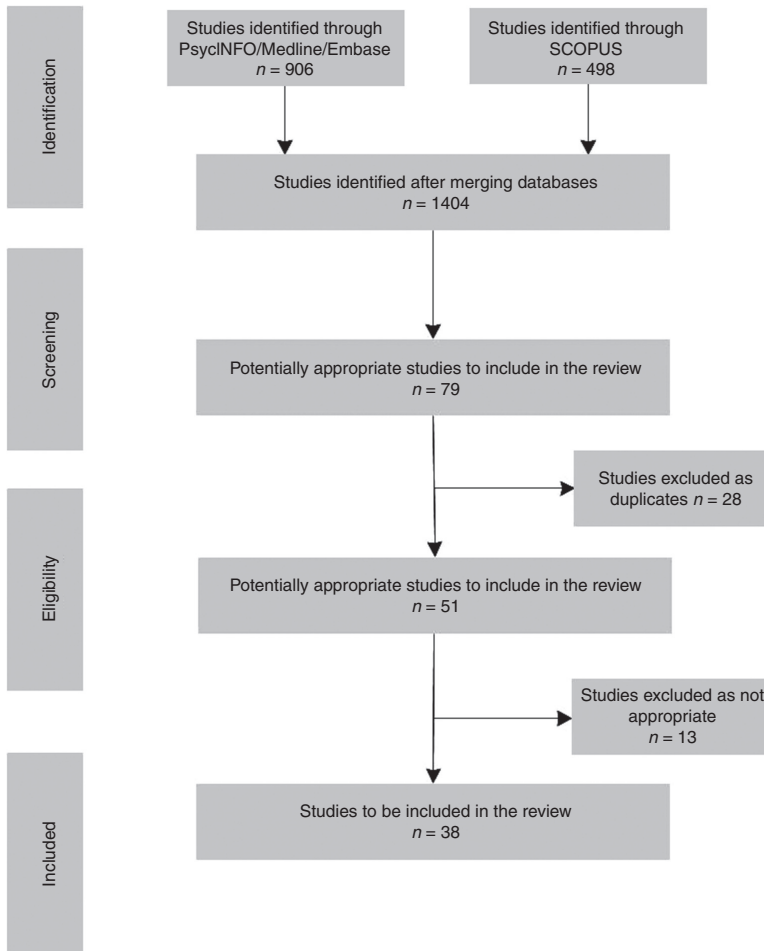 Identification
Studies identified through
PsycINFO/Medline/Embase
n = 906
Studies identified through
SCOPUS
n = 498
Studies identified after merging databases
n = 1404
Screening
Potentially appropriate studies to include in the review
n = 79
Studies excluded as
duplicates n = 28
Eligibility
Potentially appropriate studies to include in the review
n = 51
Studies excluded as not
appropriate
n = 13
Included
Studies to be included in the review
n = 38